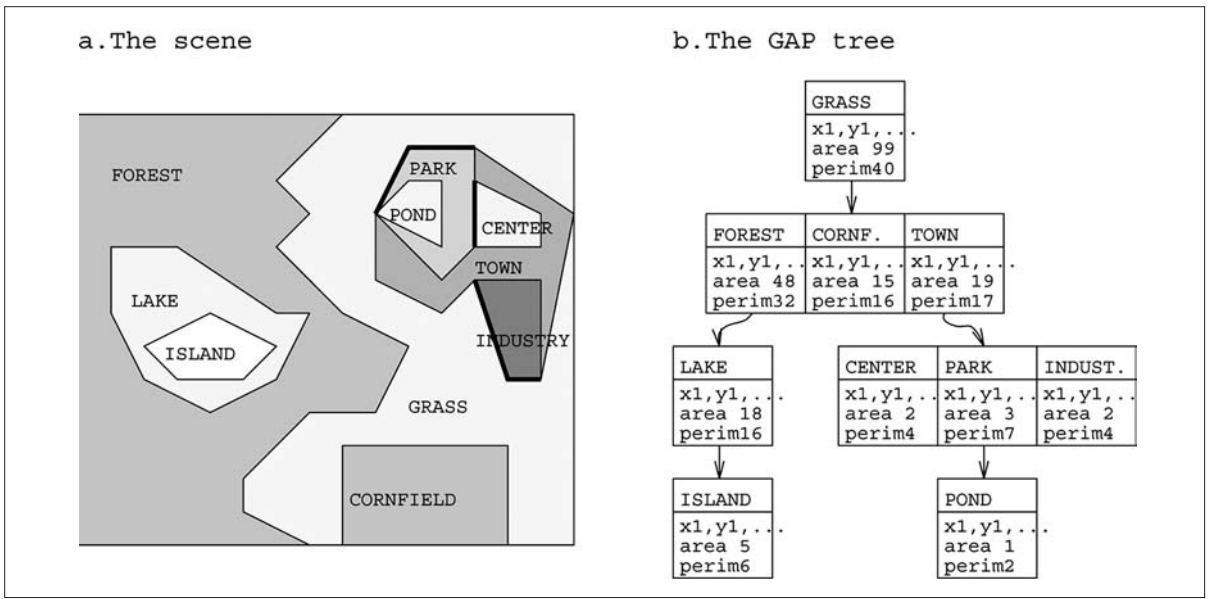 a.The scene
FOREST
PARK
POND
CENTER
TOWN
LAKE
ISLAND
INDUSTRY
GRASS
CORNFIELD
b.The GAP tree
GRASS
x1,y1,...
area 99
perim40
FOREST CORNF. TOWN
x1,y1,.. x1,y1,.. x1,y1,...
area 48 area 15 area 19
perim32 perim16 perim17
LAKE CENTER PARK INDUST.
x1,y1,... x1,y1,.. x1,y1,.. x1,y1,..
area 18 area 2 area 3 area 2
perim16 perim4 perim7 perim4
ISLAND POND
x1,y1,... x1,y1,...
area 5 area 1
perim6 perim2